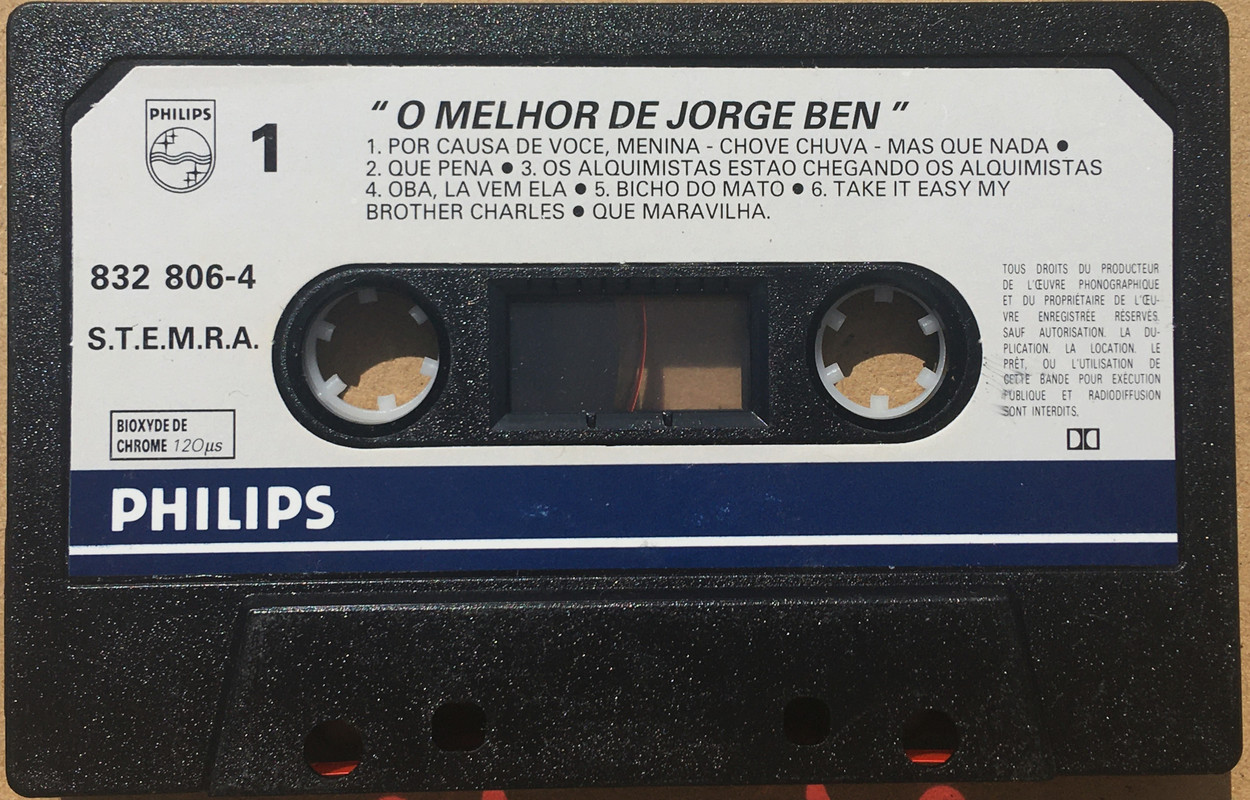 PHILIPS
1
“ O MELHOR DE JORGE BEN ”
1. POR CAUSA DE VOCE, MENINA - CHOVE CHUVA - MAS QUE NADA ●
2. QUE PENA ● 3. OS ALQUIMISTAS ESTAO CHEGANDO OS ALQUIMISTAS
4. OBA, LA VEM ELA ● 5. BICHO DO MATO ● 6. TAKE IT EASY MY
BROTHER CHARLES ● QUE MARAVILHA.
832 806-4
S.T.E.M.R.A.
BIOXYDE DE
CHROME 120µs
TOUS DROITS DU PRODUCTEUR
DE L'ŒUVRE PHONOGRAPHIQUE
ET DU PROPRIÉTAIRE DE L'ŒU-
VRE ENREGISTRÉE RÉSERVÉS.
SAUF AUTORISATION. LA DU-
PLICATION. LA LOCATION. LE
PRÊT, OU L'UTILISATION DE
CETTE BANDE POUR EXÉCUTION
PUBLIQUE ET RADIODIFFUSION
SONT INTERDITS.
PHILIPS